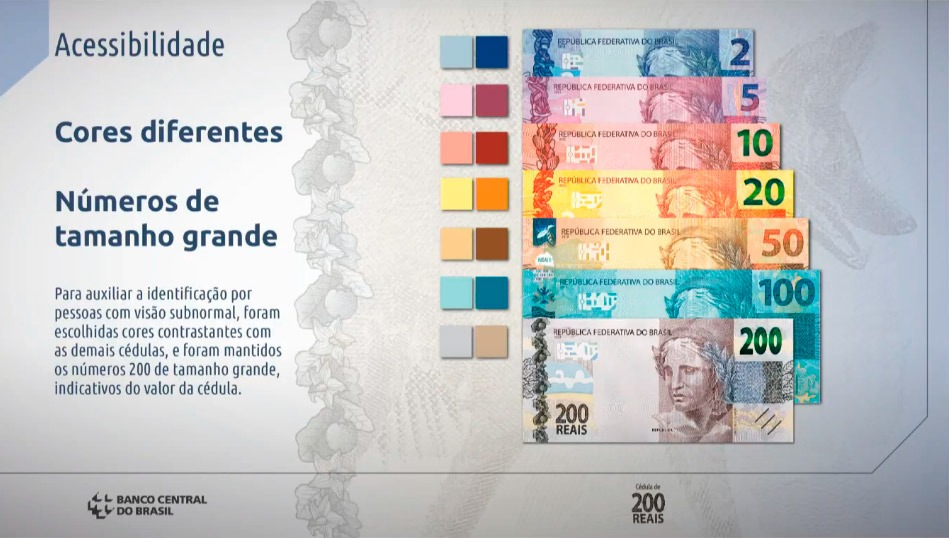 Acessibilidade
Cores diferentes
Números de
tamanho grande
Para auxiliar a identificação por
pessoas com visão subnormal, foram
escolhidas cores contrastantes com
as demais cédulas, e foram mantidos
os números 200 de tamanho grande,
indicativos do valor da cédula.
REPÚBLICA FEDERATIVA DO BRASIL
2
REPÚBLICA FEDERATIVA DO BRASIL
5
REPÚBLICA FEDERATIVA DO BRASIL
10
REPÚBLICA FEDERATIVA DO BRASIL
20
REPÚBLICA FEDERATIVA DO BRASIL
50
REPÚBLICA FEDERATIVA DO BRASIL
100
REPÚBLICA FEDERATIVA DO BRASIL
200
200
REAIS
BANCO CENTRAL
DO BRASIL
Cédula de
200
REAIS